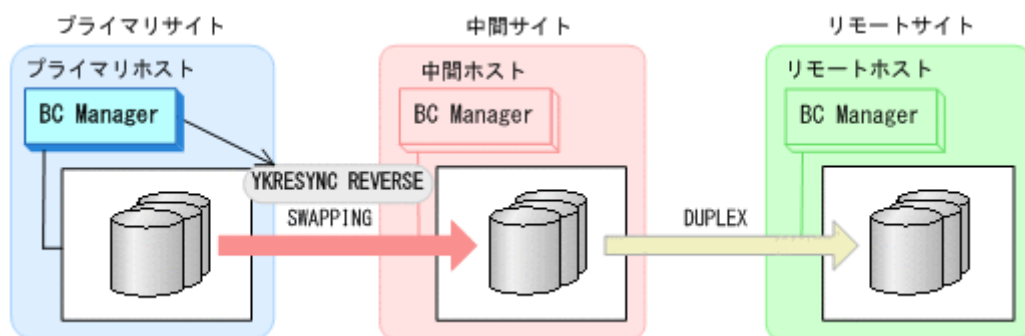 プライマリサイト
中間サイト
リモートサイト
プライマリホスト
中間ホスト
リモートホスト
BC Manager
BC Manager
BC Manager
YKRESYNC REVERSE
SWAPPING
DUPLEX